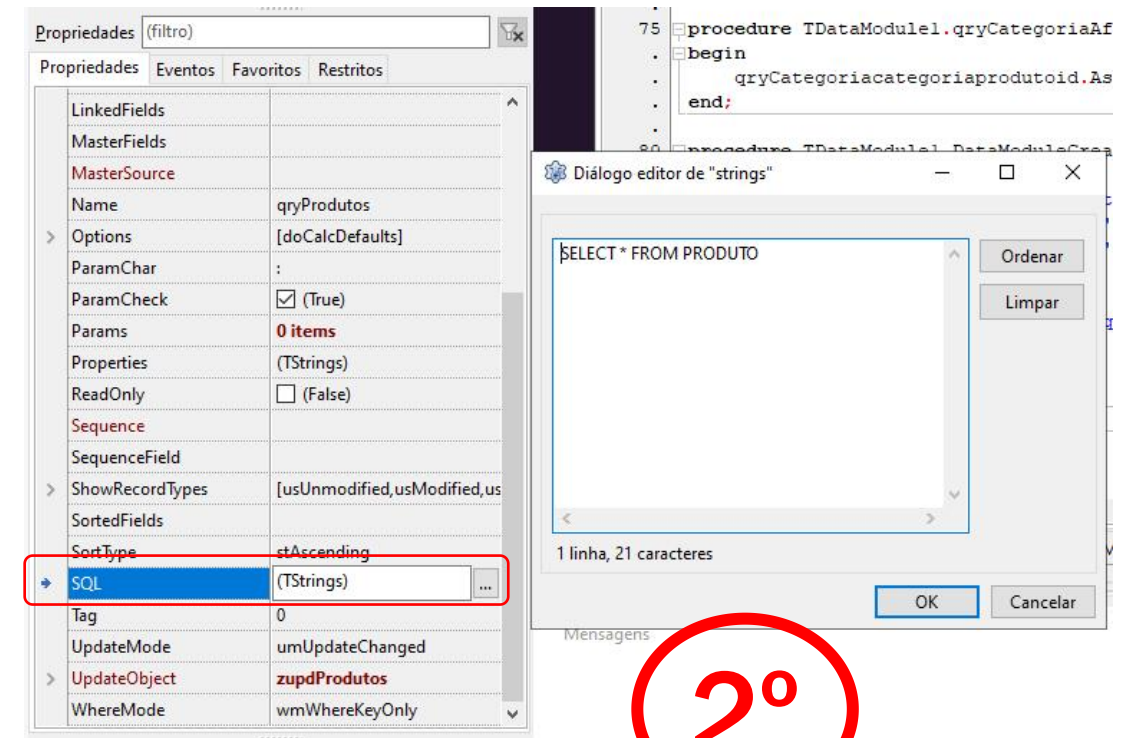 Propriedades (filtro)
Propriedades Eventos Favoritos Restritos
LinkedFields
MasterFields
MasterSource
Name qryProdutos
Options [doCalcDefaults]
ParamChar :
ParamCheck (True)
Params 0 items
Properties (TStrings)
ReadOnly (False)
Sequence
SequenceField
ShowRecordTypes [usUnmodified,usModified,us
SortedFields
SortType stAscending
SQL (TStrings) ...
Tag 0
UpdateMode umUpdateChanged
UpdateObject zupdProdutos
WhereMode wmWhereKeyOnly
75 procedure TDataModule1.qryCategoriaAf
. begin
. qryCategoriacategoriaprodutoid.As
. end;
.
80 procedure TDataModule1.DataModuleCrea
Diálogo editor de "strings"
SELECT * FROM PRODUTO
Ordenar
Limpar
1 linha, 21 caracteres
OK Cancelar
Mensagens
2º